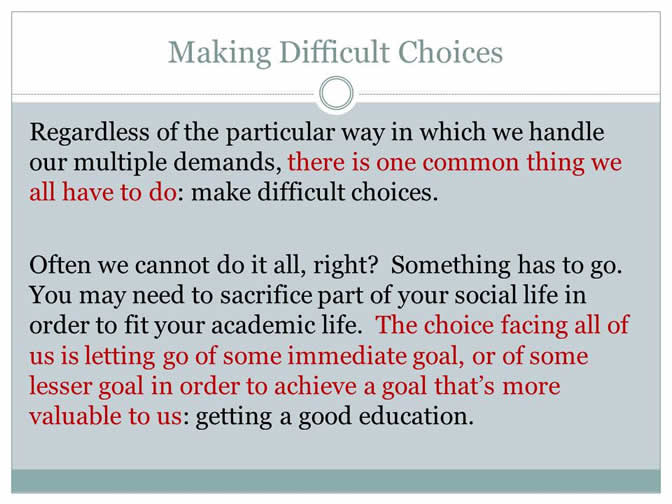 Making Difficult Choices
Regardless of the particular way in which we handle
our multiple demands, there is one common thing we
all have to do: make difficult choices.
Often we cannot do it all, right?  Something has to go.
You may need to sacrifice part of your social life in
order to fit your academic life.  The choice facing all of
us is letting go of some immediate goal, or of some
lesser goal in order to achieve a goal that’s more
valuable to us: getting a good education.